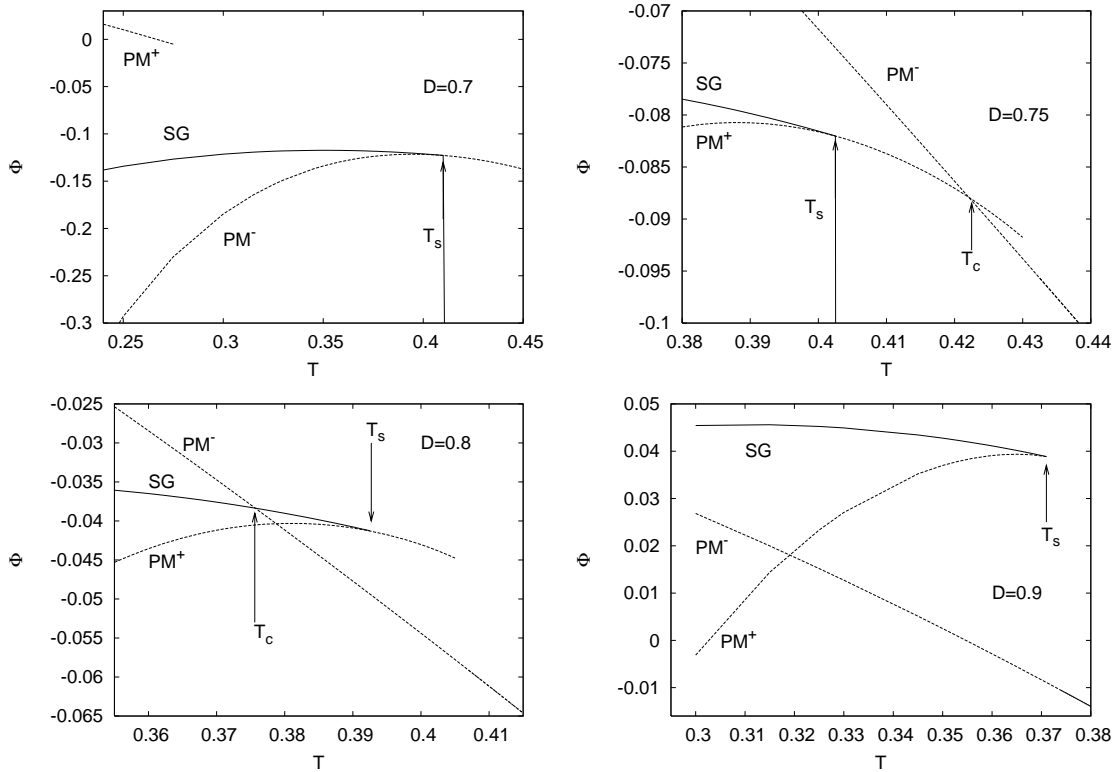 0
-0.05
-0.1
-0.15
-0.2
-0.25
-0.3
0.25 0.3 0.35 0.4 0.45
Φ
T
PM+
SG
PM-
D=0.7
Ts
-0.07
-0.075
-0.08
-0.085
-0.09
-0.095
-0.1
0.38 0.39 0.4 0.41 0.42 0.43 0.44
Φ
T
PM-
SG
PM+
D=0.75
Ts
Tc
-0.025
-0.03
-0.035
-0.04
-0.045
-0.05
-0.055
-0.06
-0.065
0.36 0.37 0.38 0.39 0.4 0.41
Φ
T
PM-
SG
PM+
D=0.8
Ts
Tc
0.05
0.04
0.03
0.02
0.01
0
-0.01
0.3 0.31 0.32 0.33 0.34 0.35 0.36 0.37 0.38
Φ
T
SG
PM-
PM+
D=0.9
Ts